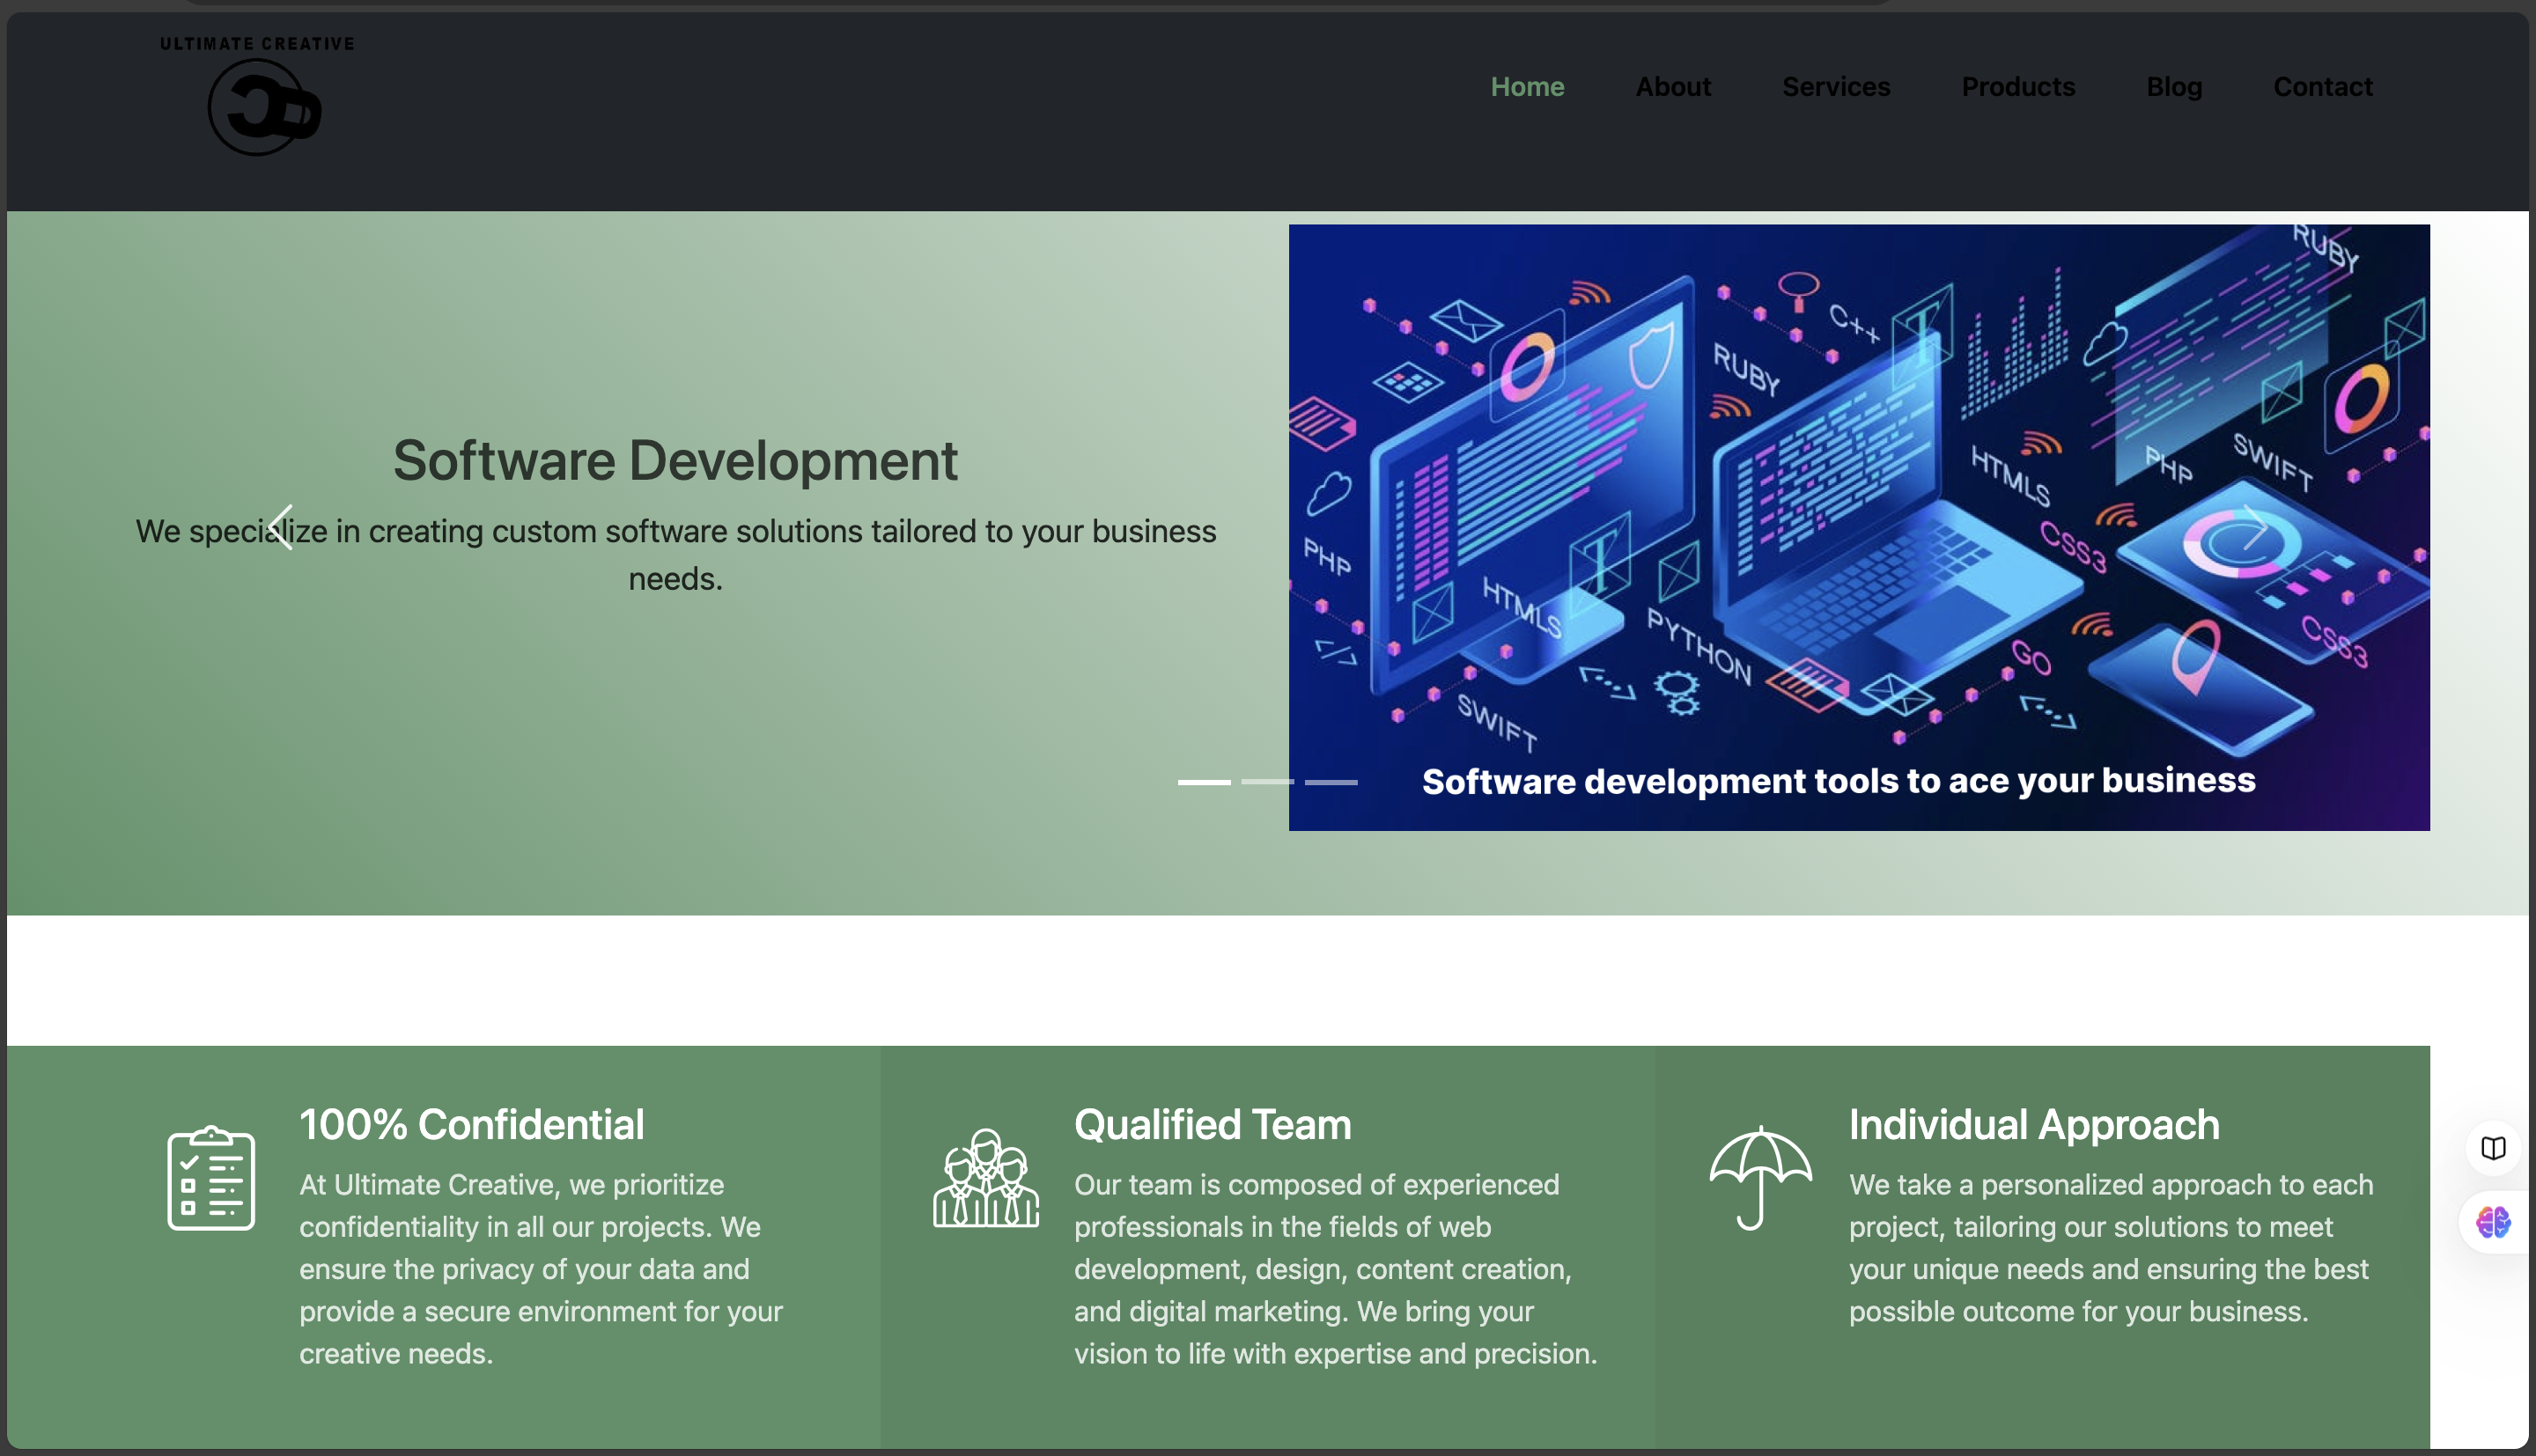 ULTIMATE CREATIVE
Home About Services Products Blog Contact
Software Development
We specialize in creating custom software solutions tailored to your business
needs.
RUBY
C++
RUBY
HTMLS
PHP
SWIFT
PHP
CSS3
HTMLS
PYTHON
GO
CSS3
SWIFT
Software development tools to ace your business
100% Confidential
At Ultimate Creative, we prioritize
confidentiality in all our projects. We
ensure the privacy of your data and
provide a secure environment for your
creative needs.
Qualified Team
Our team is composed of experienced
professionals in the fields of web
development, design, content creation,
and digital marketing. We bring your
vision to life with expertise and precision.
Individual Approach
We take a personalized approach to each
project, tailoring our solutions to meet
your unique needs and ensuring the best
possible outcome for your business.